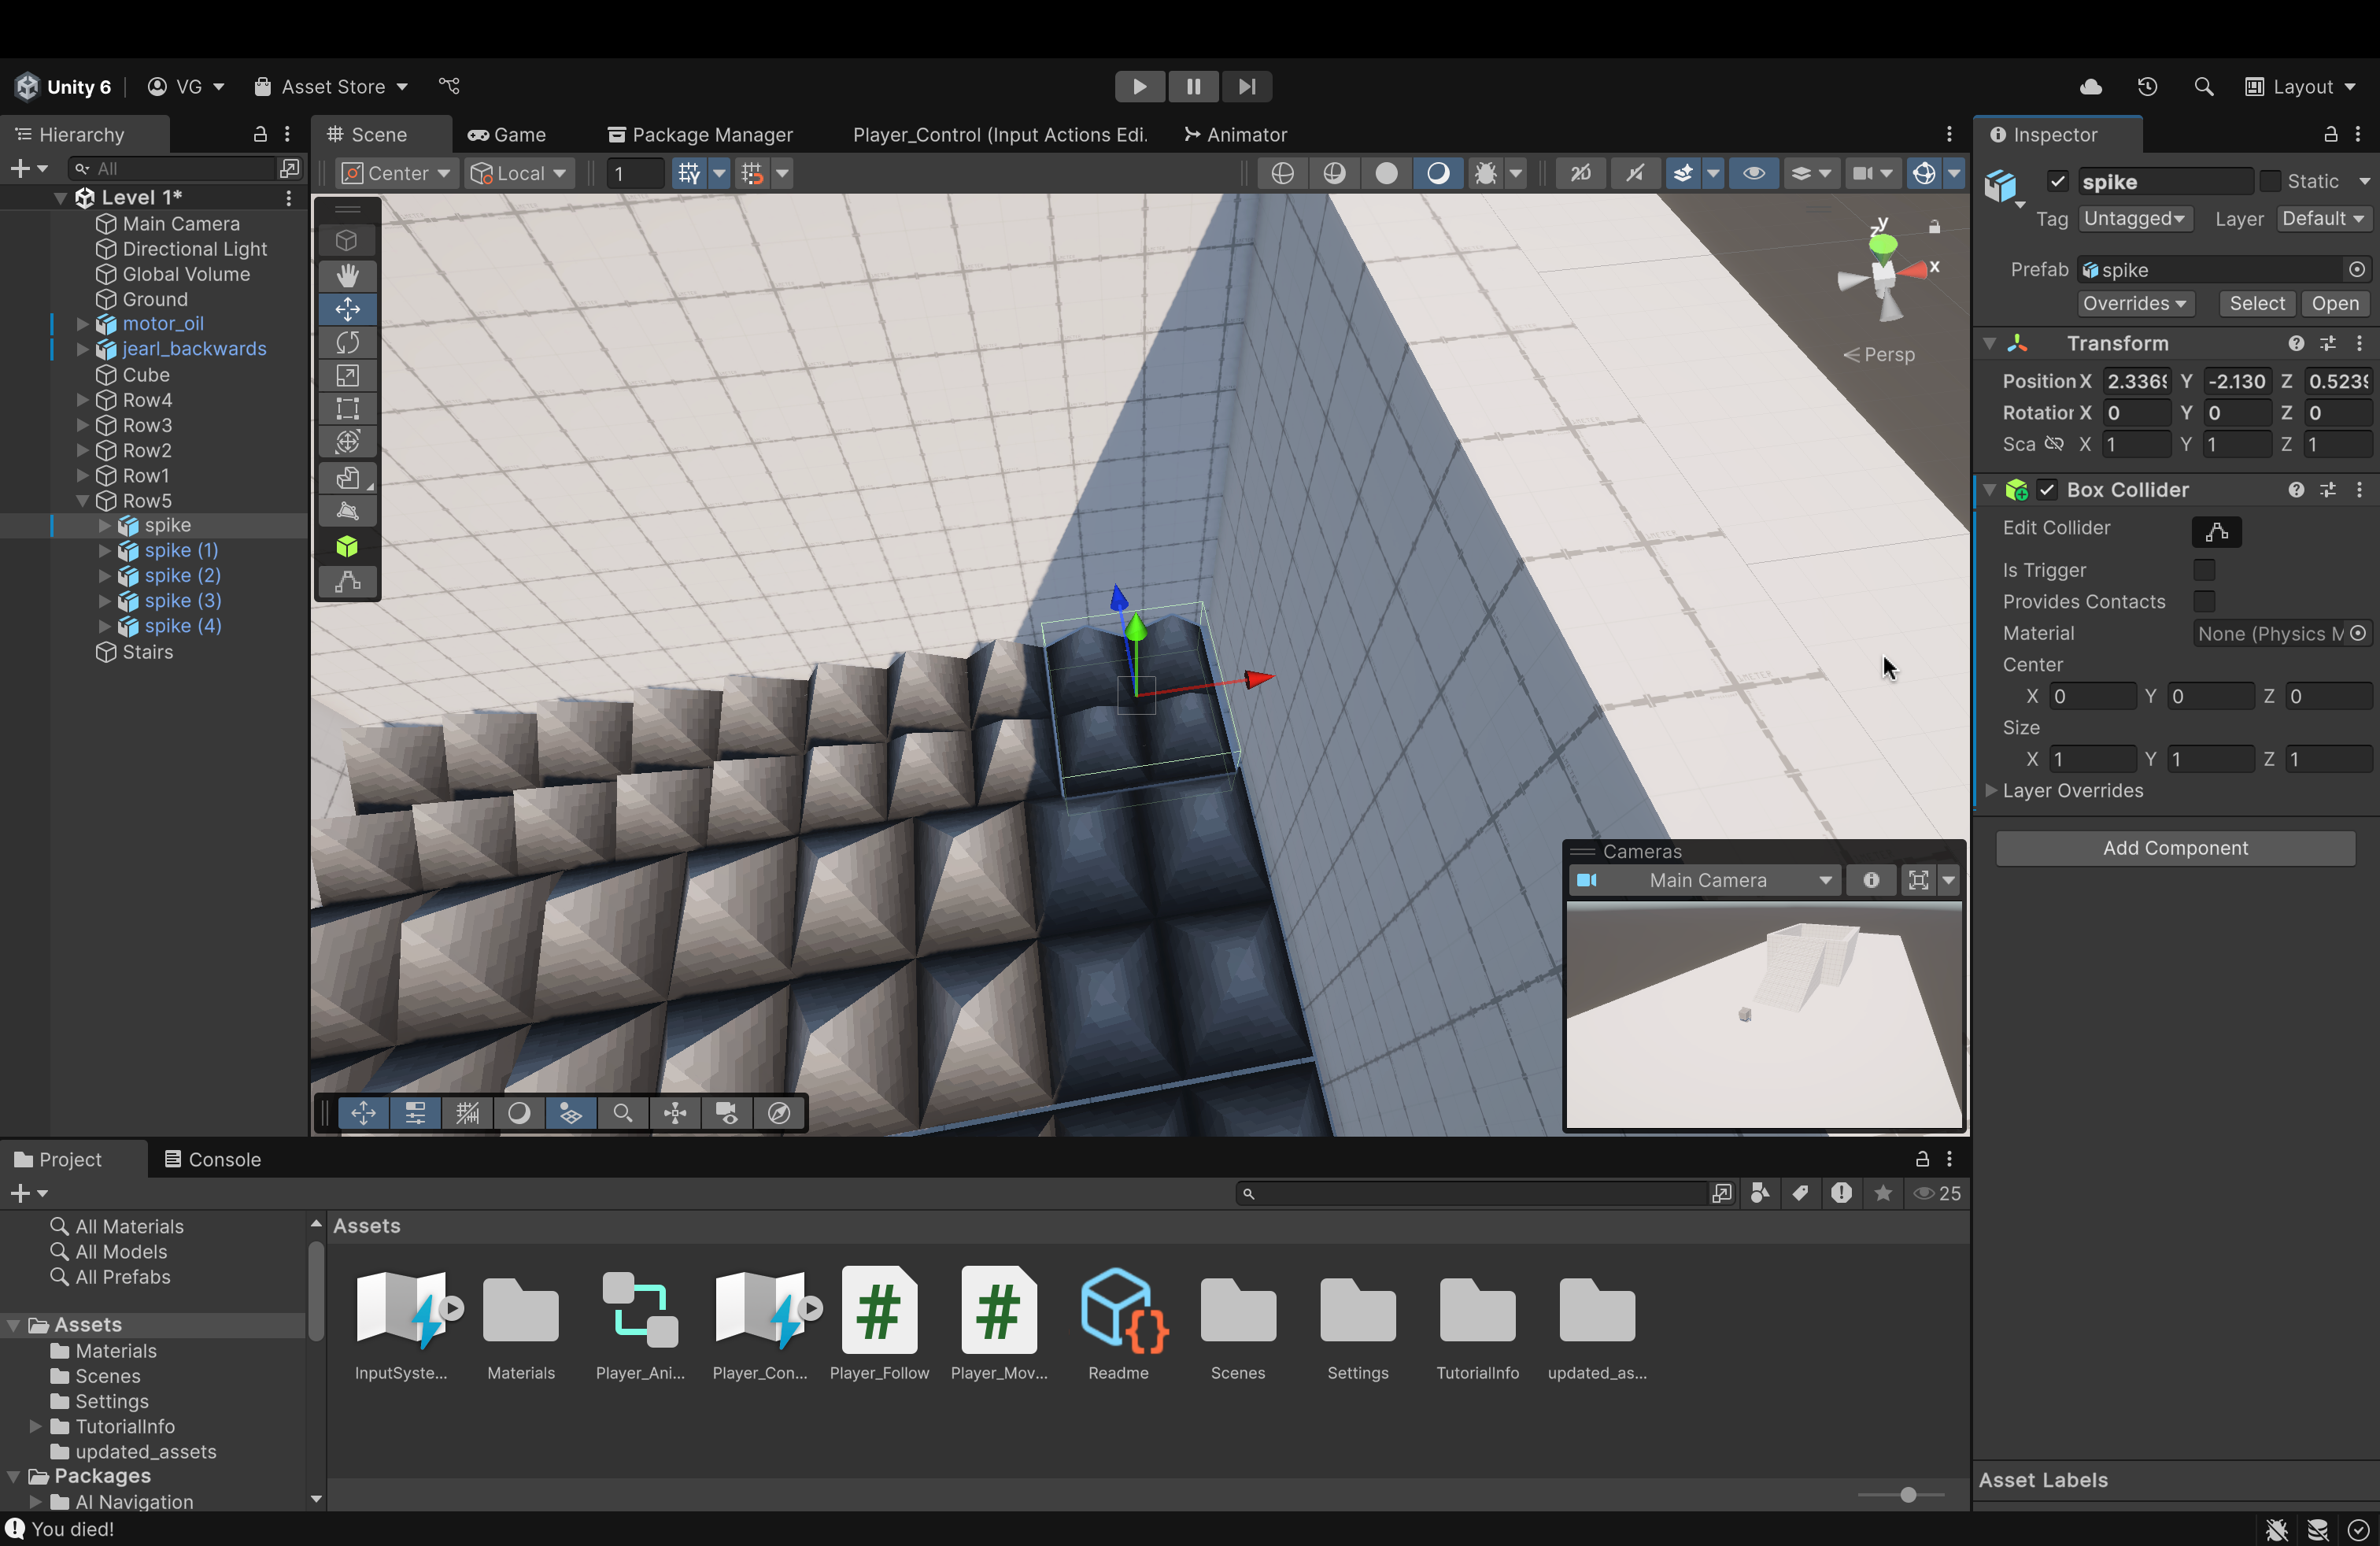 Unity 6 VG Asset Store Layout
Hierarchy
All
Level 1*
Main Camera
Directional Light
Global Volume
Ground
motor_oil
jearl_backwards
Cube
Row4
Row3
Row2
Row1
Row5
spike
spike (1)
spike (2)
spike (3)
spike (4)
Stairs
Scene Game Package Manager Player_Control (Input Actions Edi. Animator
Center Local 1 2D
y
z
x
Persp
METER
Cameras
Main Camera
Inspector
spike Static
Tag Untagged Layer Default
Prefab spike
Overrides Select Open
Transform
Position X 2.336 Y -2.130 Z 0.523
Rotation X 0 Y 0 Z 0
Sca X 1 Y 1 Z 1
Box Collider
Edit Collider
Is Trigger
Provides Contacts
Material None (Physics M
Center
X 0 Y 0 Z 0
Size
X 1 Y 1 Z 1
Layer Overrides
Add Component
Asset Labels
Project Console
25
All Materials
All Models
All Prefabs
Assets
Materials
Scenes
Settings
TutorialInfo
updated_assets
Packages
AI Navigation
Assets
InputSyste... Materials Player_Ani... Player_Con... Player_Follow Player_Mov... Readme Scenes Settings TutorialInfo updated_as...
You died!